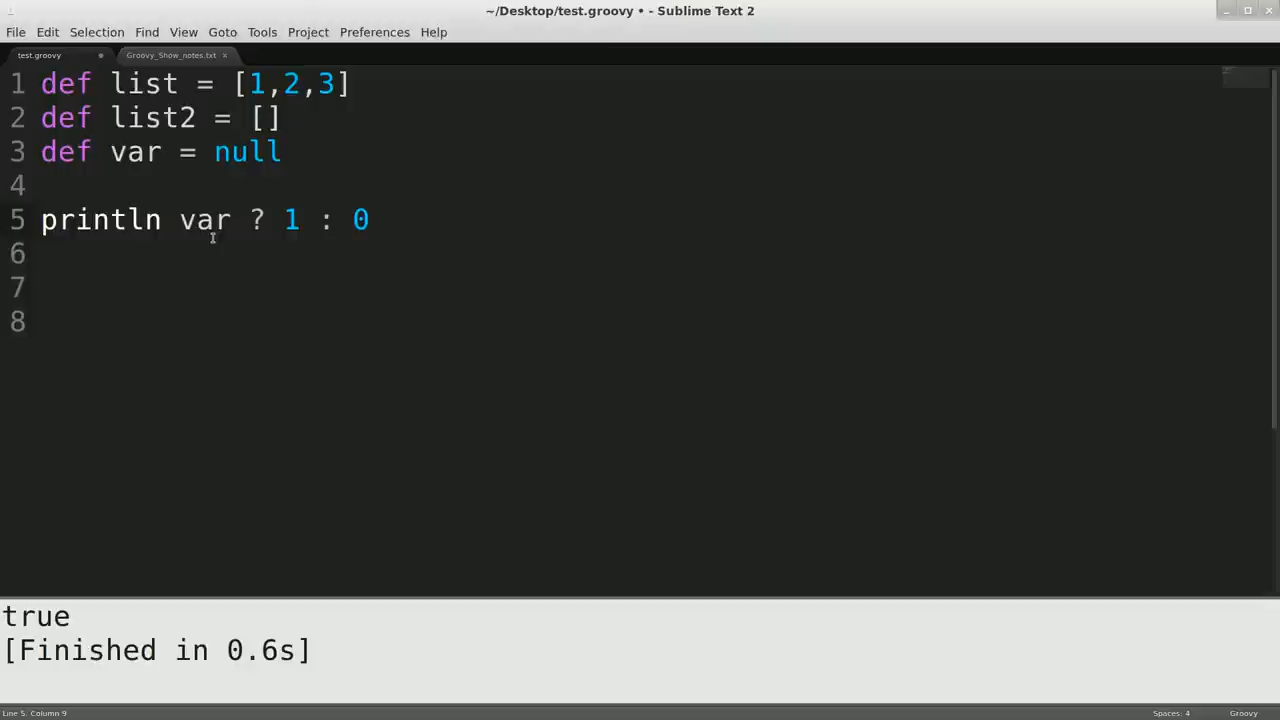 ~/Desktop/test.groovy • - Sublime Text 2
File Edit Selection Find View Goto Tools Project Preferences Help
test.groovy Groovy_Show_notes.txt ×
1 def list = [1,2,3]
2 def list2 = []
3 def var = null
4
5 println var ? 1 : 0
6
7
8
true
[Finished in 0.6s]
Line 5, Column 9 Spaces: 4 Groovy